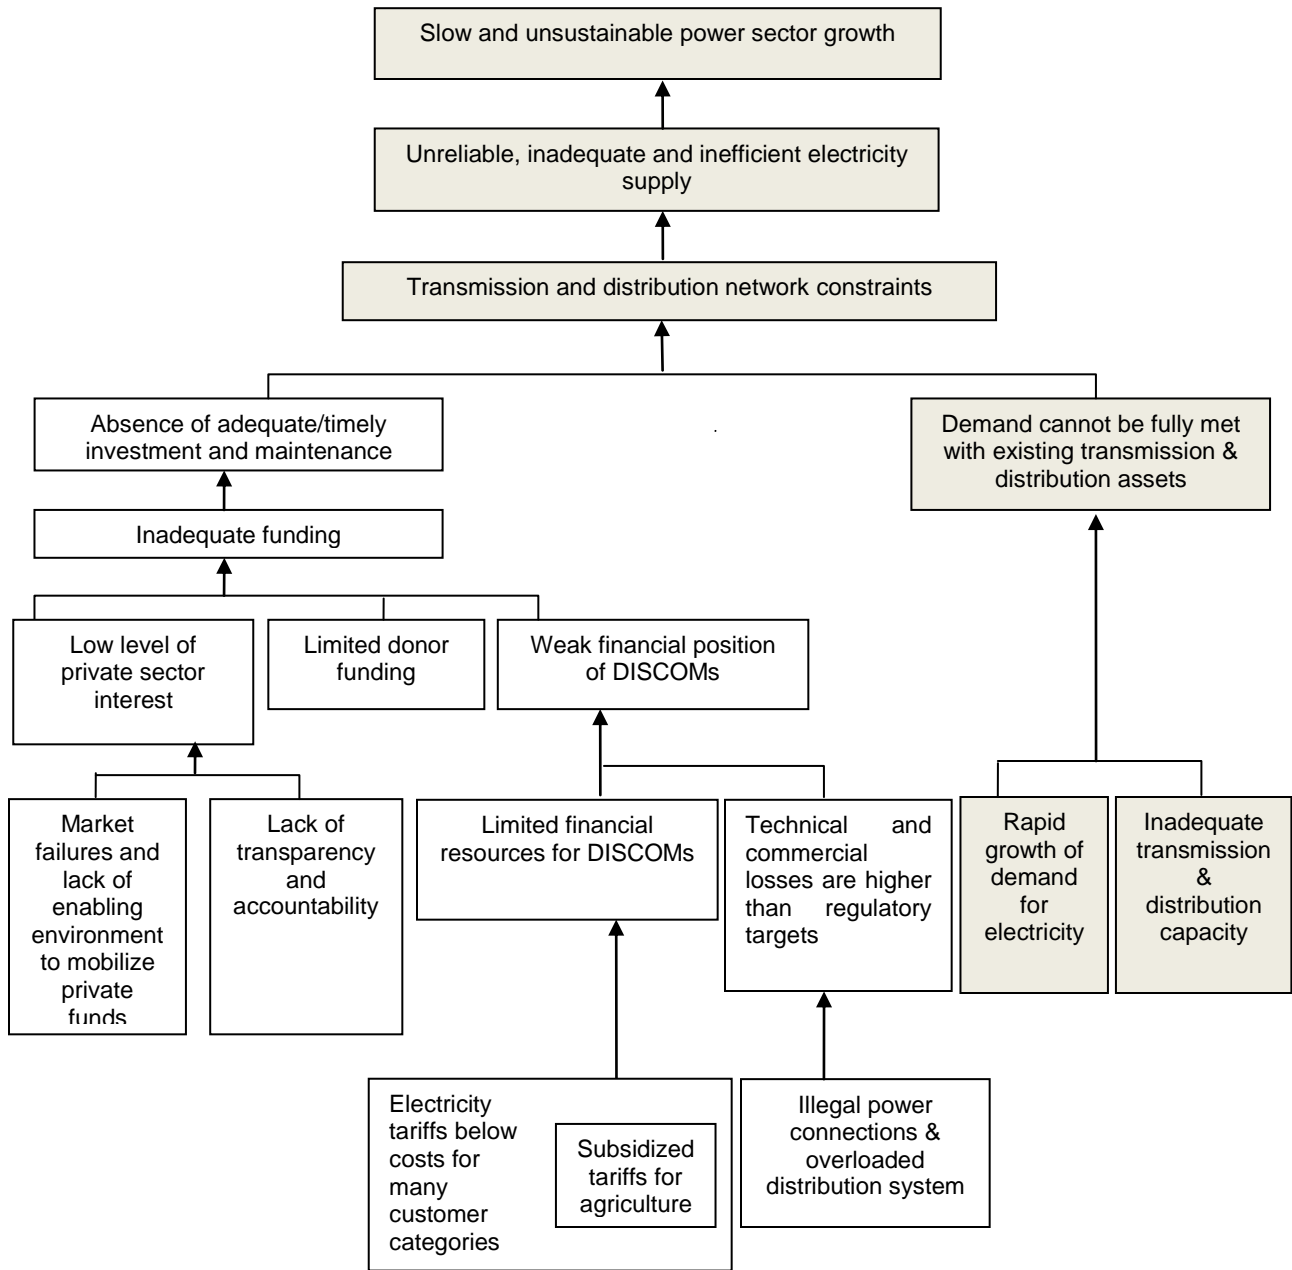 Slow and unsustainable power sector growth
Unreliable, inadequate and inefficient electricity
supply
Transmission and distribution network constraints
Absence of adequate/timely
investment and maintenance
Demand cannot be fully met
with existing transmission &
distribution assets
Inadequate funding
Low level of
private sector
interest
Limited donor
funding
Weak financial position
of DISCOMs
Market
failures and
lack of
enabling
environment
to mobilize
private
funds
Lack of
transparency
and
accountability
Limited financial
resources for DISCOMs
Technical and
commercial
losses are higher
than regulatory
targets
Rapid
growth of
demand
for
electricity
Inadequate
transmission
&
distribution
capacity
Electricity
tariffs below
costs for
many
customer
categories
Subsidized
tariffs for
agriculture
Illegal power
connections &
overloaded
distribution system